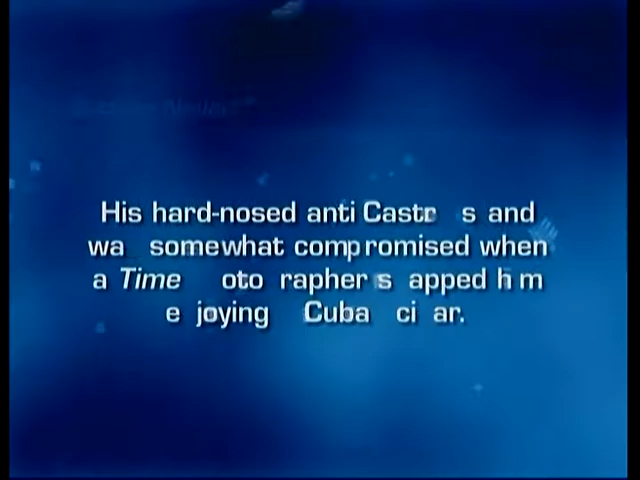 His hard-nosed anti Castr s and
wa somewhat compromised when
a Time oto rapher s apped h m
e joying Cuba ci ar.